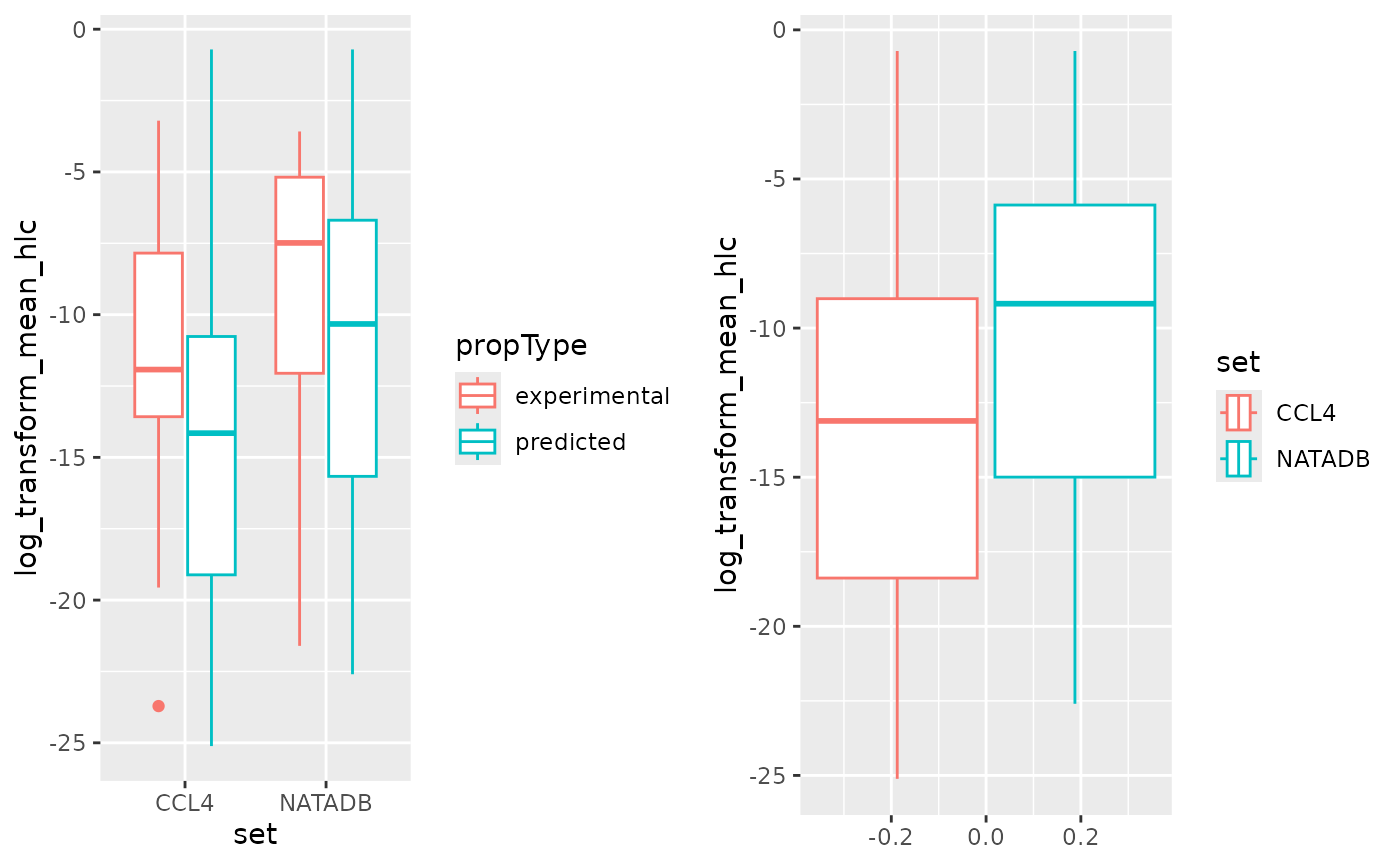 log_transform_mean_hlc
0
-5
-10
-15
-20
-25
CCL4 NATADB
set
propType
experimental
predicted
log_transform_mean_hlc
0
-5
-10
-15
-20
-25
-0.2 0.0 0.2
set
CCL4
NATADB